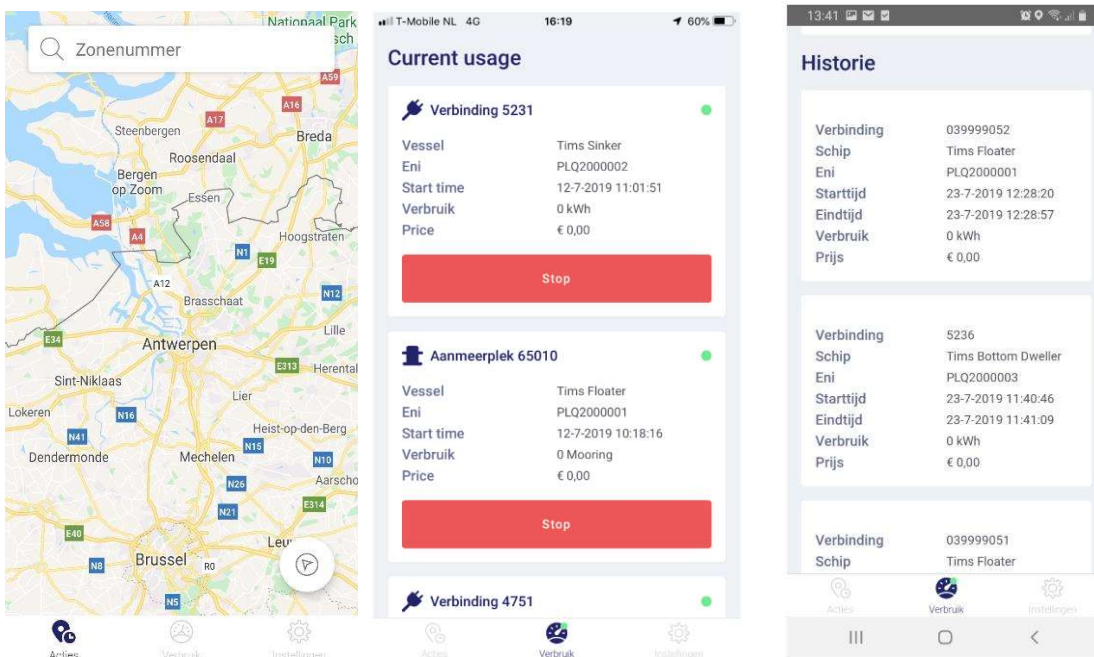 Zonenummer
Nationaal Park
sch
A59
A16
A17
Steenbergen
Breda
Roosendaal
Bergen
op Zoom
Essen
A58
A4
Hoogstraten
N1
E19
A12
N12
Brasschaat
Lille
E34
Antwerpen
E313
Herental
Sint-Niklaas
Lier
Lokeren
N16
Heist-op-den-Berg
N41
N15
Dendermonde
Mechelen
N10
N26
Aarscho
N21
E314
E40
Brussel
R0
Leuv
N8
N5
Acties
Verbruik
Instellingen
T-Mobile NL 4G
16:19
60%
Current usage
Verbinding 5231
Vessel Tims Sinker
Eni PLQ2000002
Start time 12-7-2019 11:01:51
Verbruik 0 kWh
Price € 0,00
Stop
Aanmeerplek 65010
Vessel Tims Floater
Eni PLQ2000001
Start time 12-7-2019 10:18:16
Verbruik 0 Mooring
Price € 0,00
Stop
Verbinding 4751
Acties
Verbruik
Instellingen
13:41
Historie
Verbinding 039999052
Schip Tims Floater
Eni PLQ2000001
Starttijd 23-7-2019 12:28:20
Eindtijd 23-7-2019 12:28:57
Verbruik 0 kWh
Prijs € 0,00
Verbinding 5236
Schip Tims Bottom Dweller
Eni PLQ2000003
Starttijd 23-7-2019 11:40:46
Eindtijd 23-7-2019 11:41:09
Verbruik 0 kWh
Prijs € 0,00
Verbinding 039999051
Schip Tims Floater
Acties
Verbruik
Instellingen